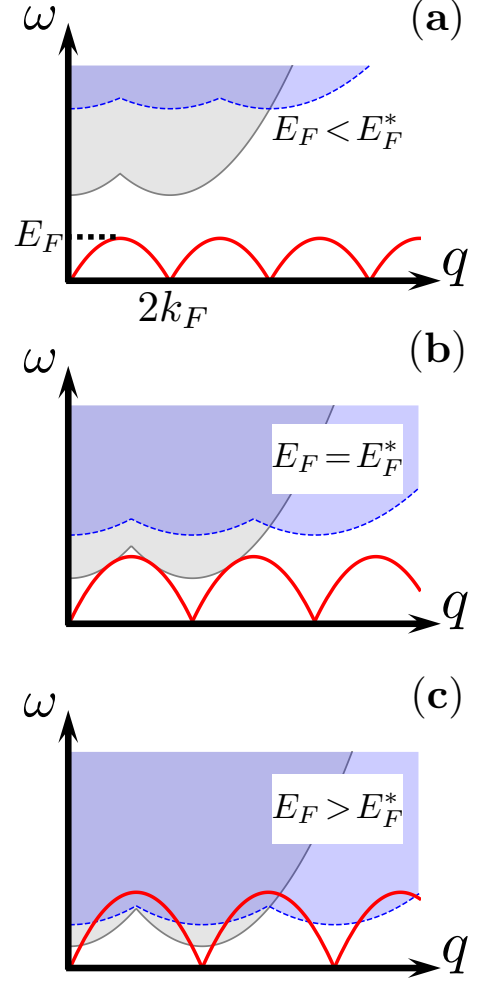 ω
(a)
E_F < E_F^*
E_F
q
2k_F
ω
(b)
E_F = E_F^*
q
ω
(c)
E_F > E_F^*
q